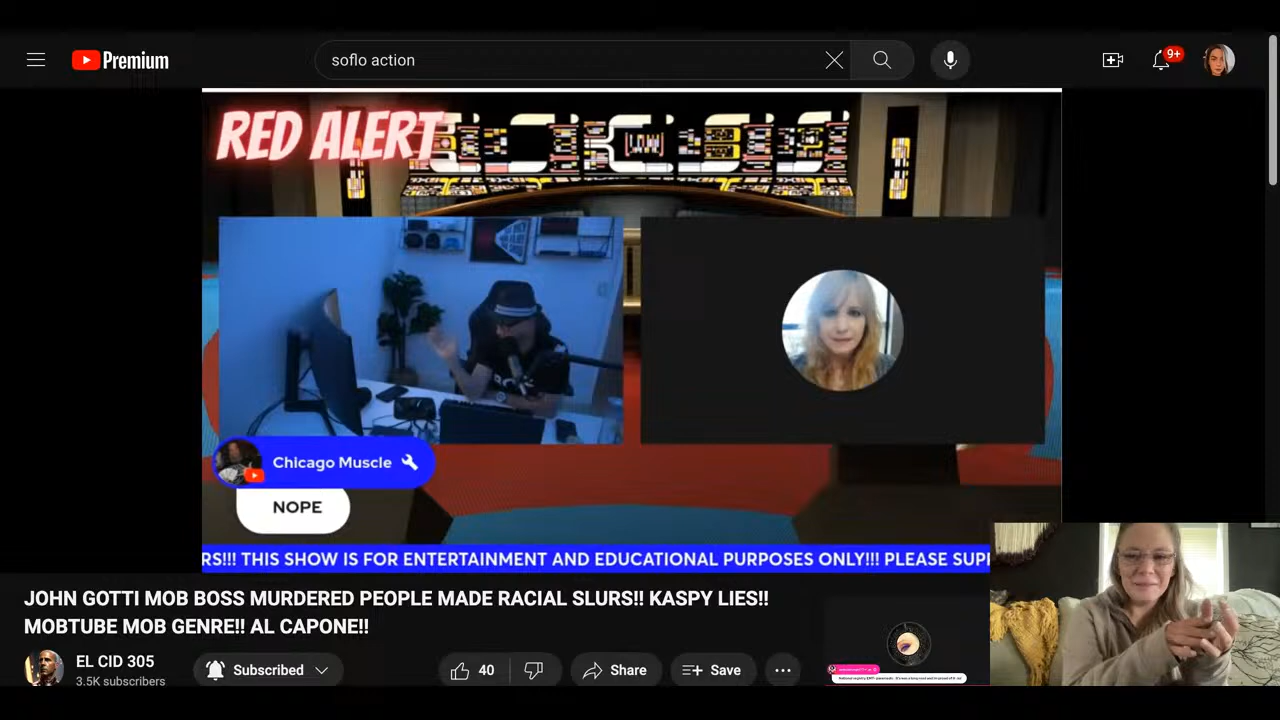 Premium
soflo action
9+
RED ALERT
Chicago Muscle
NOPE
RS!!! THIS SHOW IS FOR ENTERTAINMENT AND EDUCATIONAL PURPOSES ONLY!!! PLEASE SUPP
JOHN GOTTI MOB BOSS MURDERED PEOPLE MADE RACIAL SLURS!! KASPY LIES!!
MOBTUBE MOB GENRE!! AL CAPONE!!
EL CID 305
3.5K subscribers
Subscribed
40
Share
Save